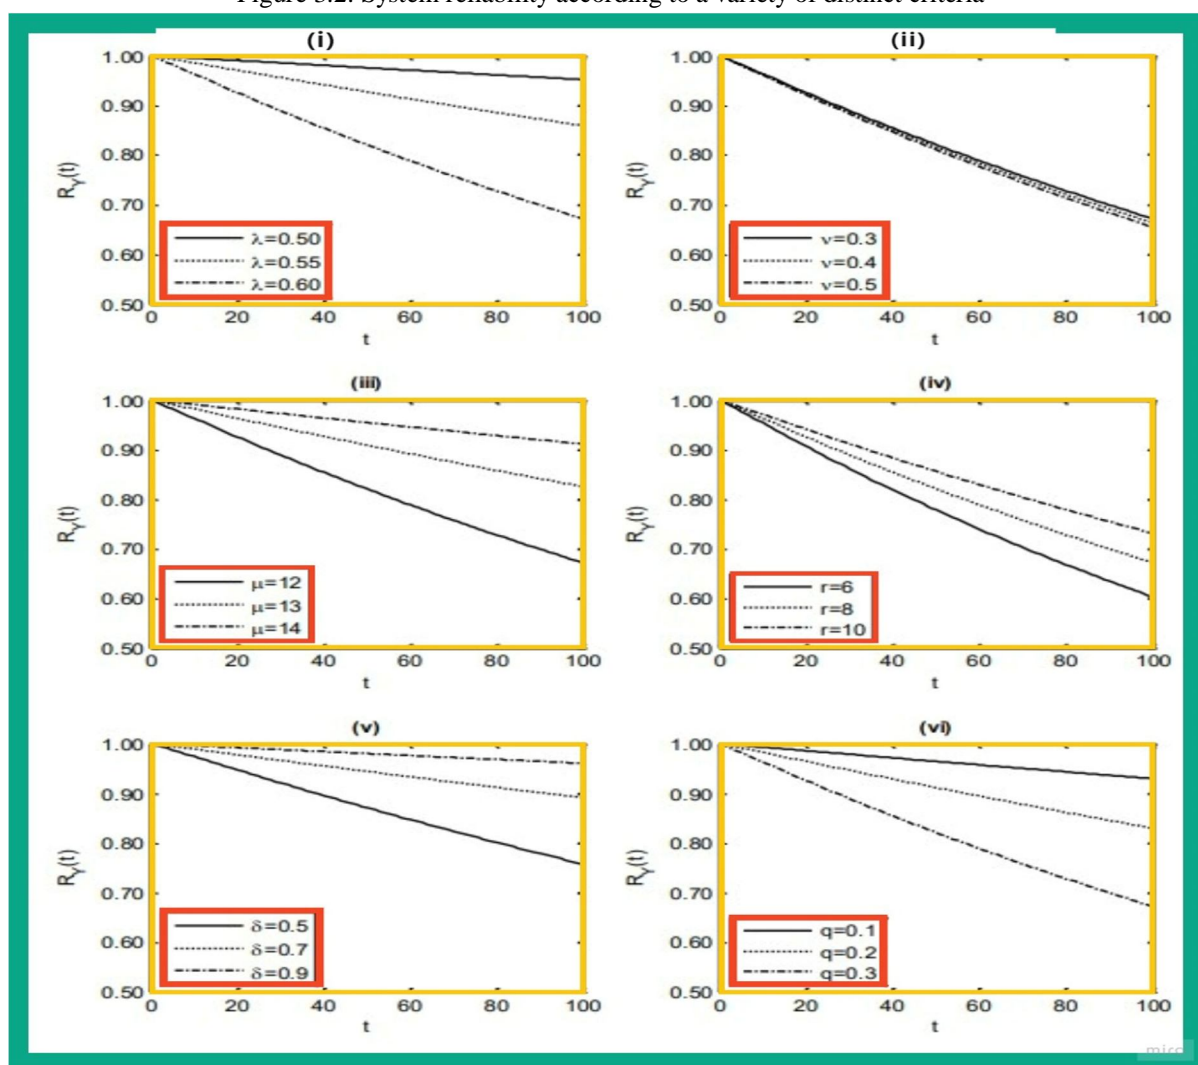 Figure 3.2: System reliability according to a variety of distinct criteria
(i)
1.00
0.90
0.80
0.70
0.60
0.50
R_Y(t)
λ=0.50
λ=0.55
λ=0.60
0 20 40 60 80 100
t
(ii)
1.00
0.90
0.80
0.70
0.60
0.50
R_Y(t)
ν=0.3
ν=0.4
ν=0.5
0 20 40 60 80 100
t
(iii)
1.00
0.90
0.80
0.70
0.60
0.50
R_Y(t)
μ=12
μ=13
μ=14
0 20 40 60 80 100
t
(iv)
1.00
0.90
0.80
0.70
0.60
0.50
R_Y(t)
r=6
r=8
r=10
0 20 40 60 80 100
t
(v)
1.00
0.90
0.80
0.70
0.60
0.50
R_Y(t)
δ=0.5
δ=0.7
δ=0.9
0 20 40 60 80 100
t
(vi)
1.00
0.90
0.80
0.70
0.60
0.50
R_Y(t)
q=0.1
q=0.2
q=0.3
0 20 40 60 80 100
t
miro